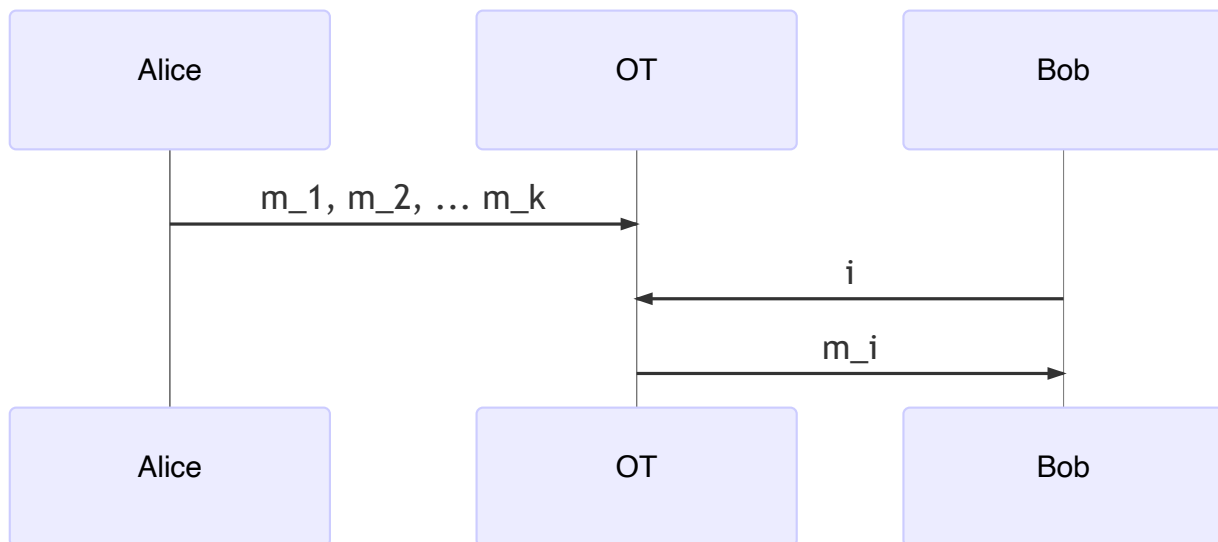 Alice
OT
Bob
m_1, m_2, ... m_k
i
m_i
Alice
OT
Bob